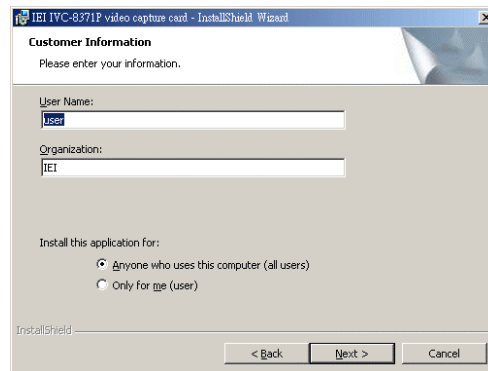 IEI IVC-8371P video capture card - InstallShield Wizard
Customer Information
Please enter your information.
User Name:
user
Organization:
IEI
Install this application for:
Anyone who uses this computer (all users)
Only for me (user)
InstallShield
< Back Next > Cancel